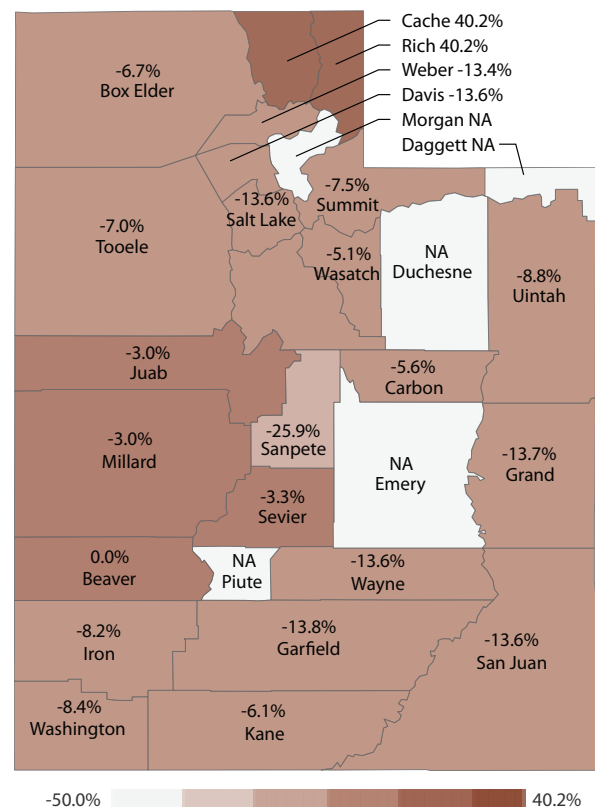 Cache 40.2%
Rich 40.2%
Weber -13.4%
Davis -13.6%
Morgan NA
Daggett NA
-6.7%
Box Elder
-7.0%
Tooele
-13.6%
Salt Lake
-7.5%
Summit
-5.1%
Wasatch
NA
Duchesne
-8.8%
Uintah
-3.0%
Juab
-5.6%
Carbon
-3.0%
Millard
-25.9%
Sanpete
NA
Emery
-13.7%
Grand
-3.3%
Sevier
0.0%
Beaver
NA
Piute
-13.6%
Wayne
-8.2%
Iron
-13.8%
Garfield
-13.6%
San Juan
-8.4%
Washington
-6.1%
Kane
-50.0%
40.2%